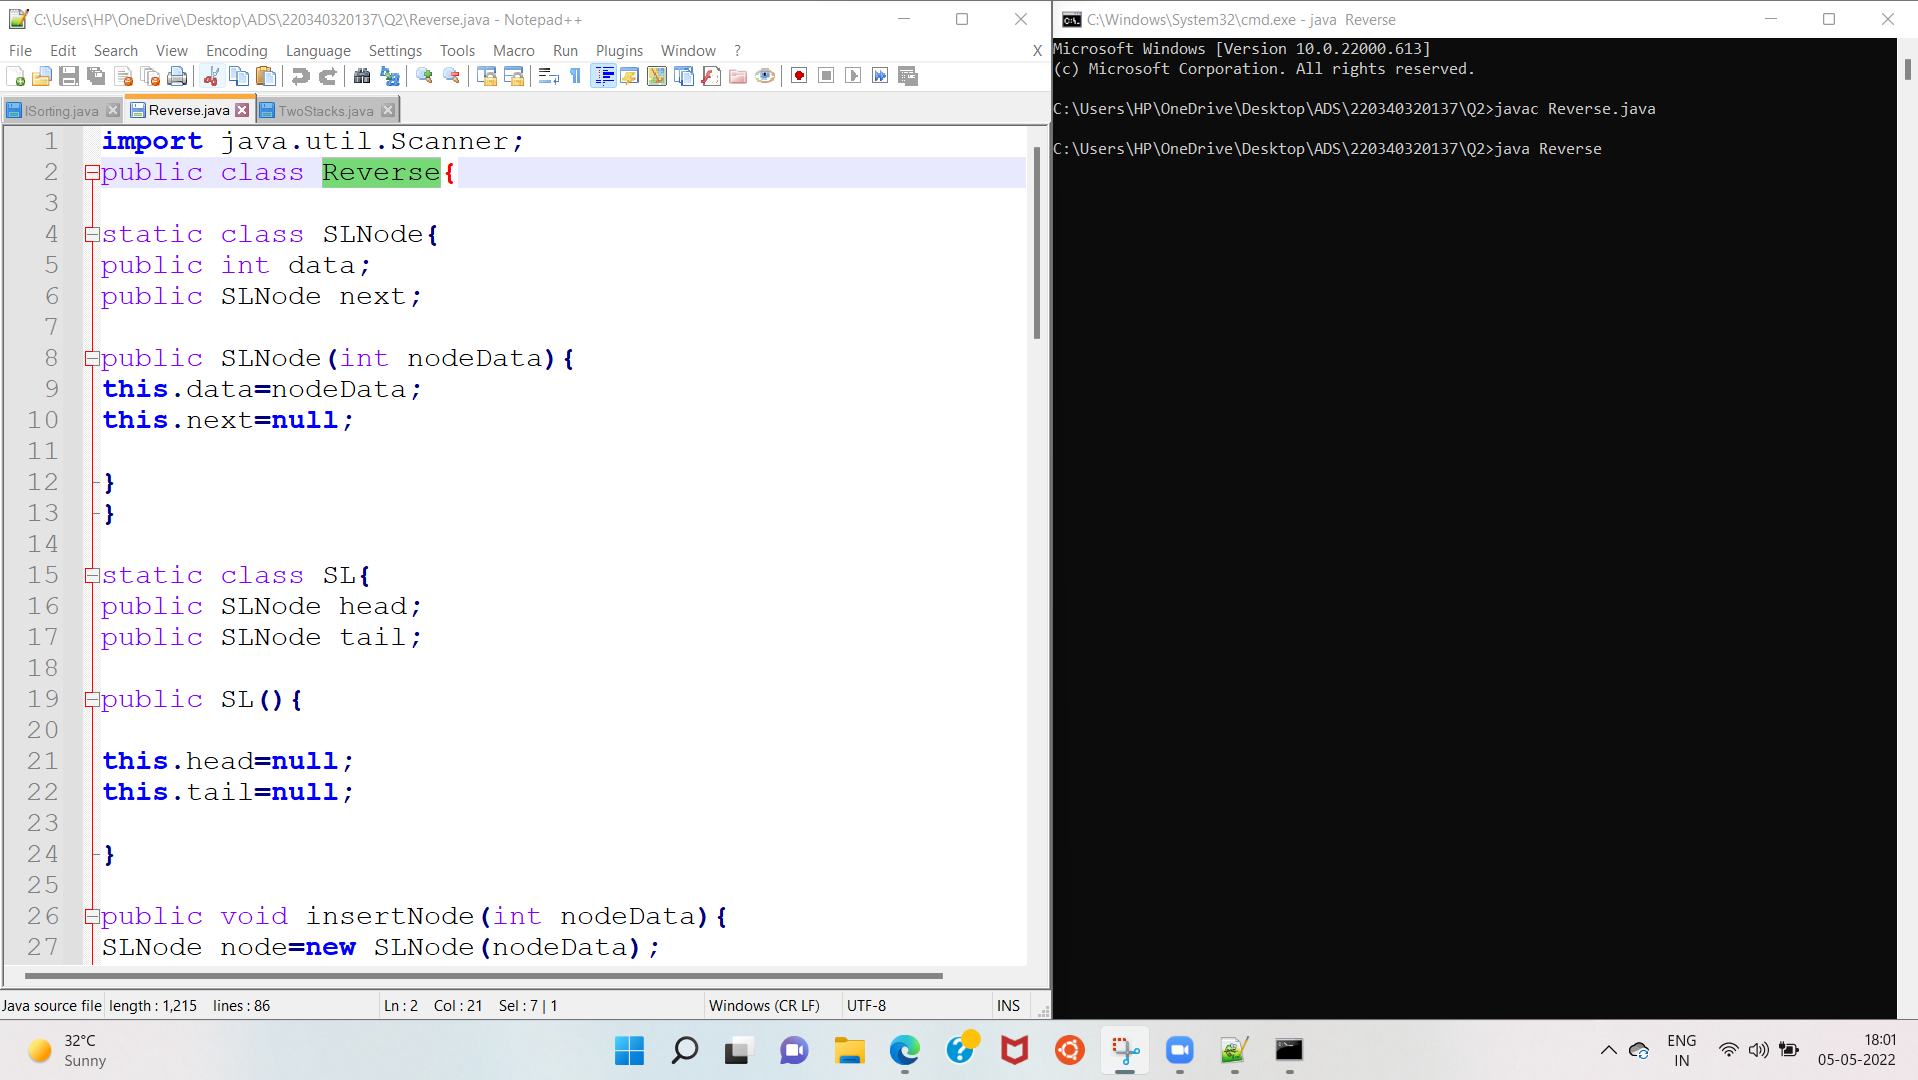 C:\Users\HP\OneDrive\Desktop\ADS\220340320137\Q2\Reverse.java - Notepad++
File Edit Search View Encoding Language Settings Tools Macro Run Plugins Window ? X
ISorting.java Reverse.java TwoStacks.java
1 import java.util.Scanner;
2 public class Reverse{
3
4 static class SLNode{
5 public int data;
6 public SLNode next;
7
8 public SLNode(int nodeData){
9 this.data=nodeData;
10 this.next=null;
11
12 }
13 }
14
15 static class SL{
16 public SLNode head;
17 public SLNode tail;
18
19 public SL(){
20
21 this.head=null;
22 this.tail=null;
23
24 }
25
26 public void insertNode(int nodeData){
27 SLNode node=new SLNode(nodeData);
Java source file length : 1,215 lines : 86 Ln : 2 Col : 21 Sel : 7 | 1 Windows (CR LF) UTF-8 INS
C:\Windows\System32\cmd.exe - java Reverse
Microsoft Windows [Version 10.0.22000.613]
(c) Microsoft Corporation. All rights reserved.
C:\Users\HP\OneDrive\Desktop\ADS\220340320137\Q2>javac Reverse.java
C:\Users\HP\OneDrive\Desktop\ADS\220340320137\Q2>java Reverse
32°C
Sunny
ENG
IN
18:01
05-05-2022